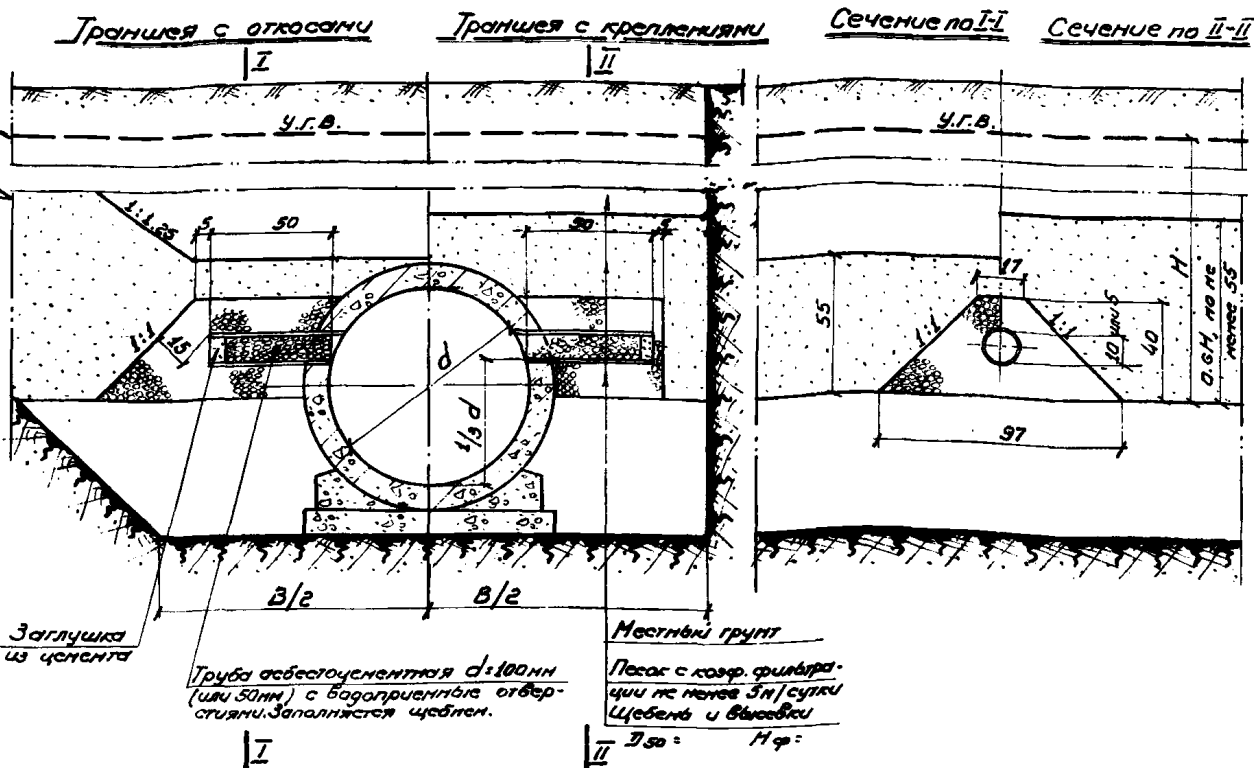 Траншея с откосами
Траншея с креплениями
Сечение по I-I
Сечение по II-II
I
II
У.Г.В.
У.Г.В.
1:1.25
5
50
50
5
17
H
1:1
15
d
1/3 d
55
1:1
1:1
10 или 5
40
0.6H, но не
менее 55
97
B/2
B/2
Заглушка
из цемента
Труба асбестоцементная d=100мм
(или 50мм) с водоприемные отвер-
стиями. Заполняется щебнем.
Местный грунт
Песок с коэф. фильтра-
ции не менее 5м/сутки
Щебень и высевки
D50= Мф=
I
II